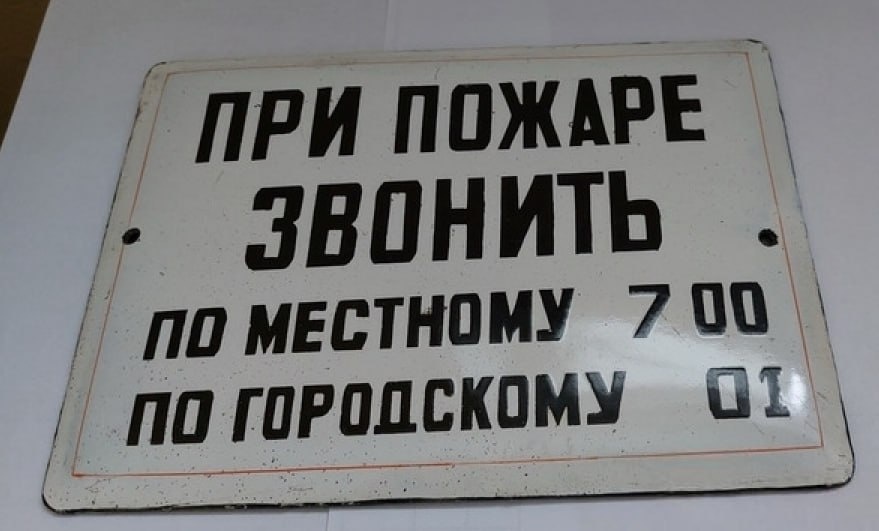 ПРИ ПОЖАРЕ
ЗВОНИТЬ
ПО МЕСТНОМУ 7 00
ПО ГОРОДСКОМУ 01